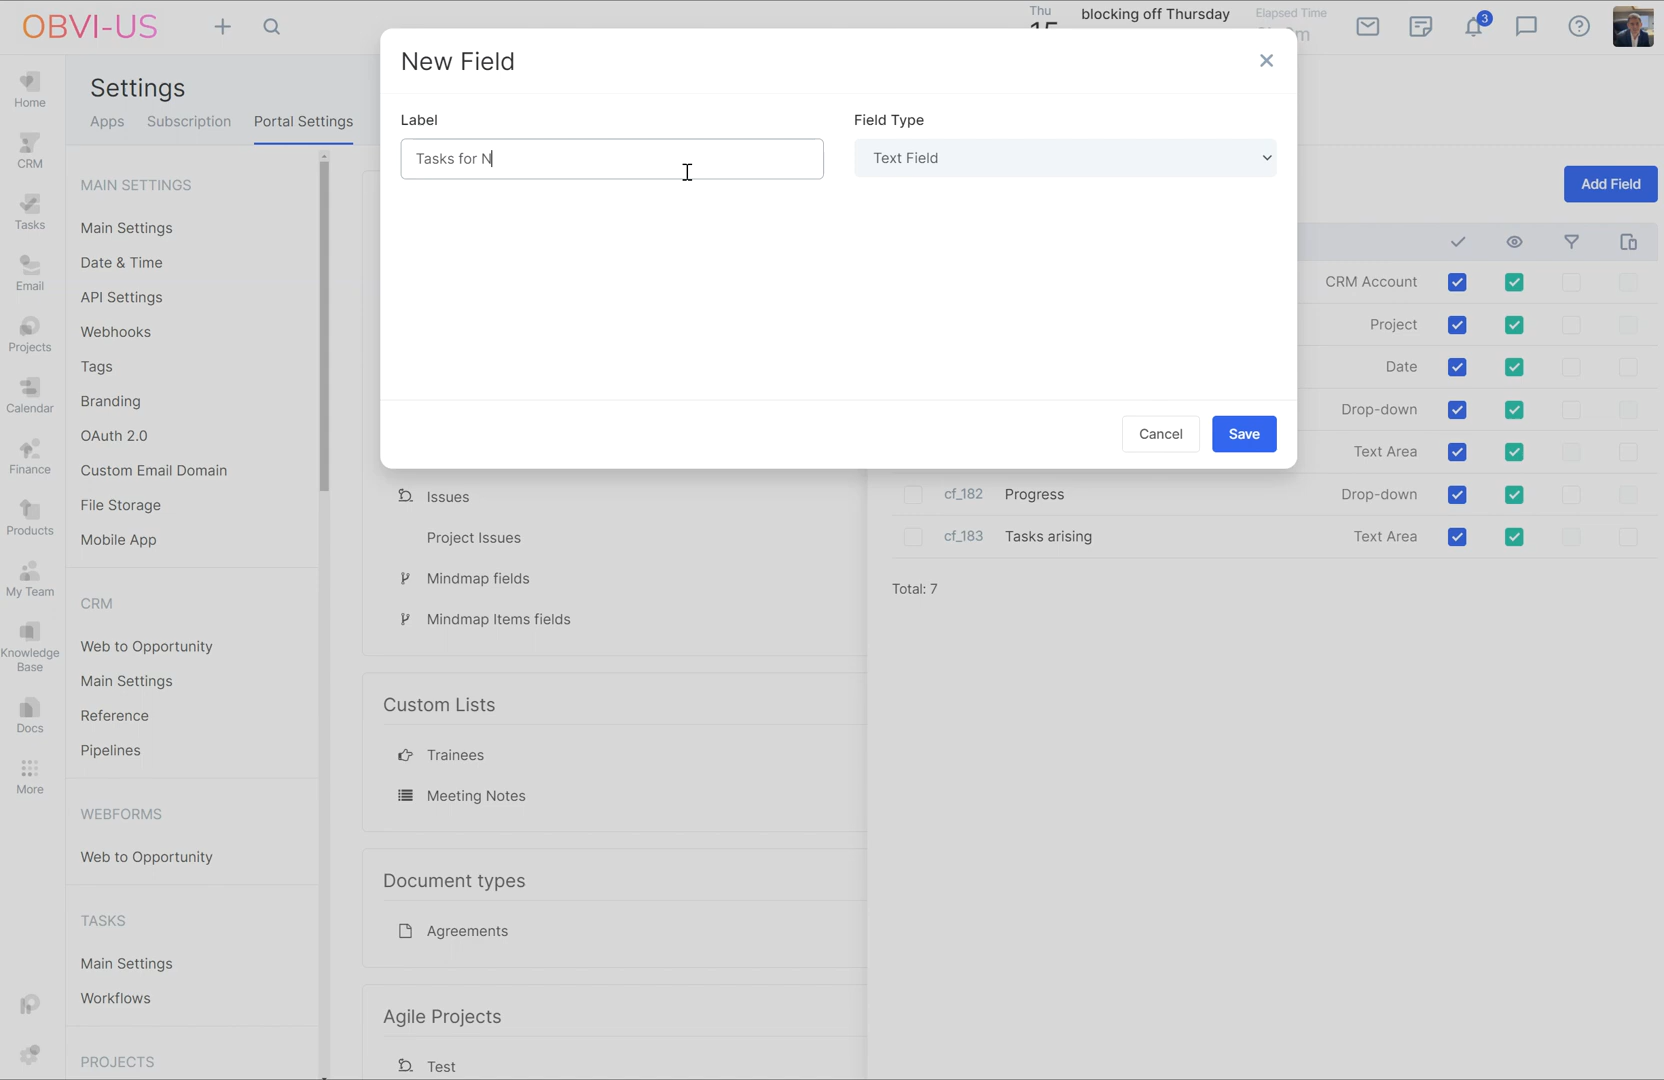 OBVI-US
Thu
blocking off Thursday
Elapsed Time
3
Home
CRM
Tasks
Email
Projects
Calendar
Finance
Products
My Team
Knowledge
Base
Docs
More
Settings
Apps
Subscription
Portal Settings
MAIN SETTINGS
Main Settings
Date & Time
API Settings
Webhooks
Tags
Branding
OAuth 2.0
Custom Email Domain
File Storage
Mobile App
CRM
Web to Opportunity
Main Settings
Reference
Pipelines
WEBFORMS
Web to Opportunity
TASKS
Main Settings
Workflows
PROJECTS
New Field
Label
Tasks for N
Field Type
Text Field
Cancel
Save
Issues
Project Issues
Mindmap fields
Mindmap Items fields
Custom Lists
Trainees
Meeting Notes
Document types
Agreements
Agile Projects
Test
Add Field
CRM Account
Project
Date
Drop-down
Text Area
cf_182 Progress Drop-down
cf_183 Tasks arising Text Area
Total: 7